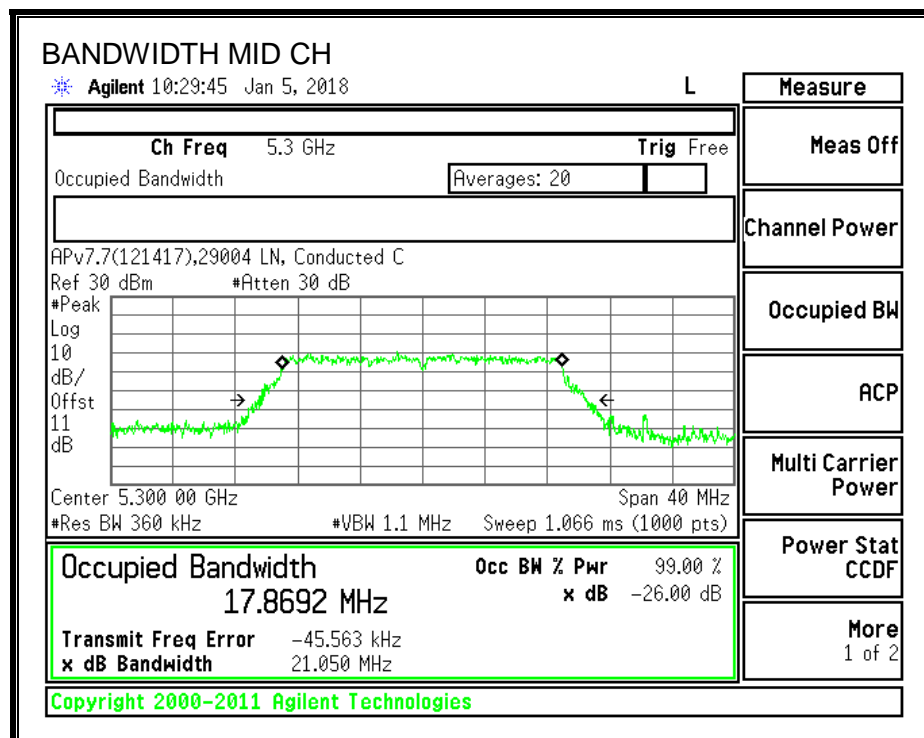 BANDWIDTH MID CH
Agilent 10:29:45 Jan 5, 2018 L
Measure
Ch Freq 5.3 GHz Trig Free
Occupied Bandwidth Averages: 20
APv7.7(121417),29004 LN, Conducted C
Ref 30 dBm #Atten 30 dB
#Peak
Log
10
dB/
Offst
11
dB
Center 5.300 00 GHz Span 40 MHz
#Res BW 360 kHz #VBW 1.1 MHz Sweep 1.066 ms (1000 pts)
Occupied Bandwidth Occ BW % Pwr 99.00 %
17.8692 MHz x dB -26.00 dB
Transmit Freq Error -45.563 kHz
x dB Bandwidth 21.050 MHz
Meas Off
Channel Power
Occupied BW
ACP
Multi Carrier
Power
Power Stat
CCDF
More
1 of 2
Copyright 2000-2011 Agilent Technologies